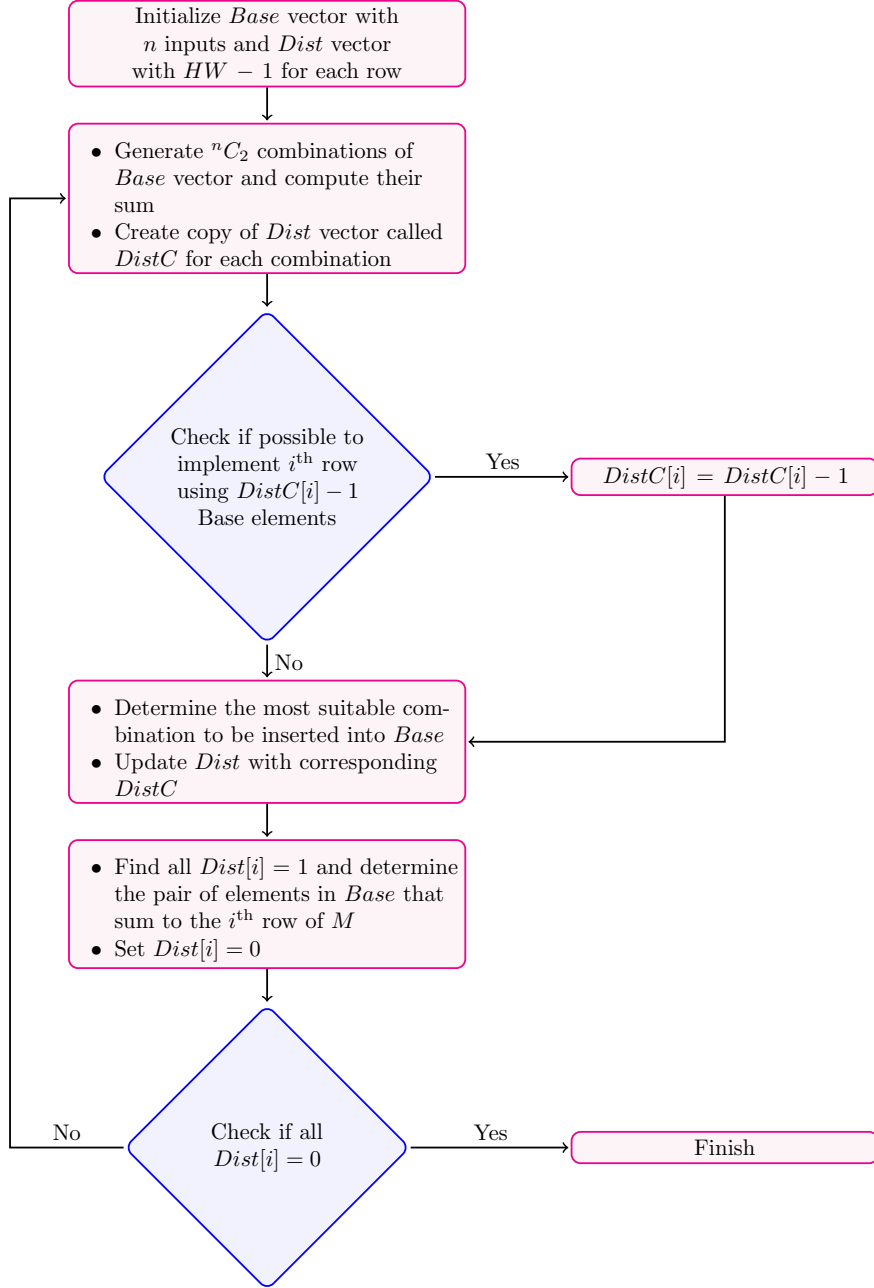 Initialize Base vector with
n inputs and Dist vector
with HW − 1 for each row
• Generate ⁿC₂ combinations of
Base vector and compute their
sum
• Create copy of Dist vector called
DistC for each combination
Check if possible to
implement iᵗʰ row
using DistC[i] − 1
Base elements
Yes
DistC[i] = DistC[i] − 1
No
• Determine the most suitable com-
bination to be inserted into Base
• Update Dist with corresponding
DistC
• Find all Dist[i] = 1 and determine
the pair of elements in Base that
sum to the iᵗʰ row of M
• Set Dist[i] = 0
No
Check if all
Dist[i] = 0
Yes
Finish